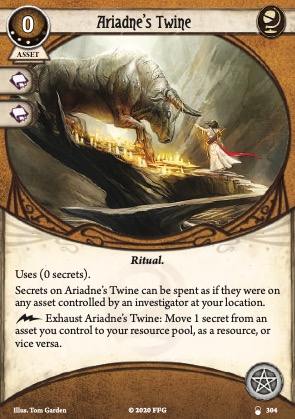 0
Ariadne's Twine
ASSET
Ritual.
Uses (0 secrets).
Secrets on Ariadne's Twine can be spent as if they were on
any asset controlled by an investigator at your location.
Exhaust Ariadne's Twine: Move 1 secret from an
asset you control to your resource pool, as a resource, or
vice versa.
Illus. Tom Garden
© 2020 FFG
304